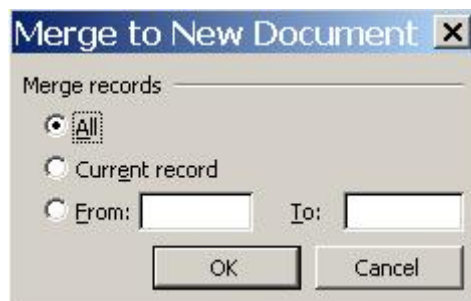 Merge to New Document
Merge records
All
Current record
From: To:
OK Cancel